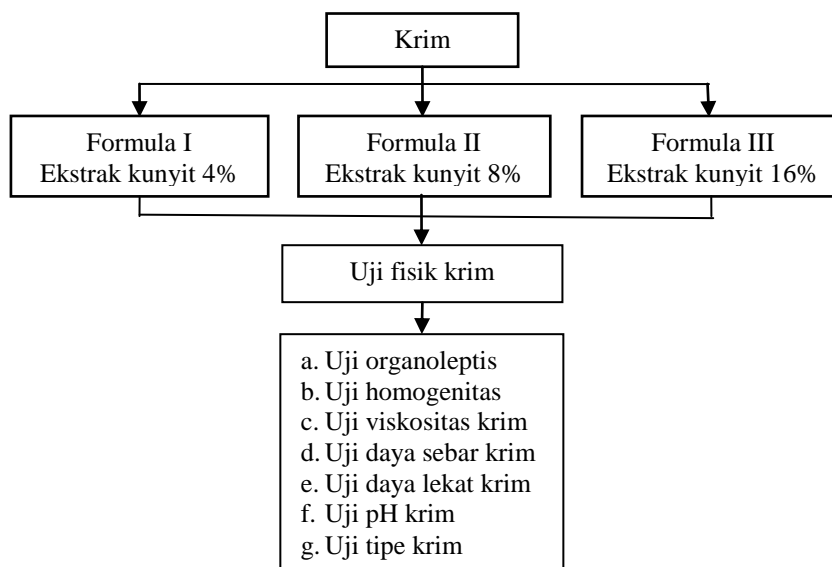 Krim
Formula I
Ekstrak kunyit 4%
Formula II
Ekstrak kunyit 8%
Formula III
Ekstrak kunyit 16%
Uji fisik krim
a. Uji organoleptis
b. Uji homogenitas
c. Uji viskositas krim
d. Uji daya sebar krim
e. Uji daya lekat krim
f. Uji pH krim
g. Uji tipe krim